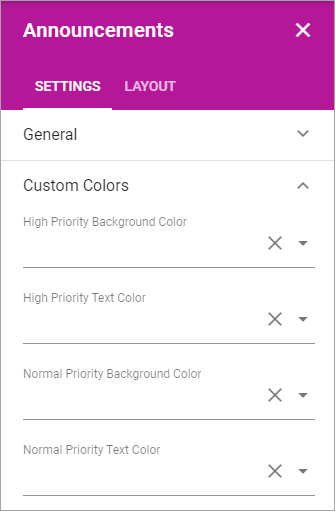 Announcements
SETTINGS LAYOUT
General
Custom Colors
High Priority Background Color
High Priority Text Color
Normal Priority Background Color
Normal Priority Text Color